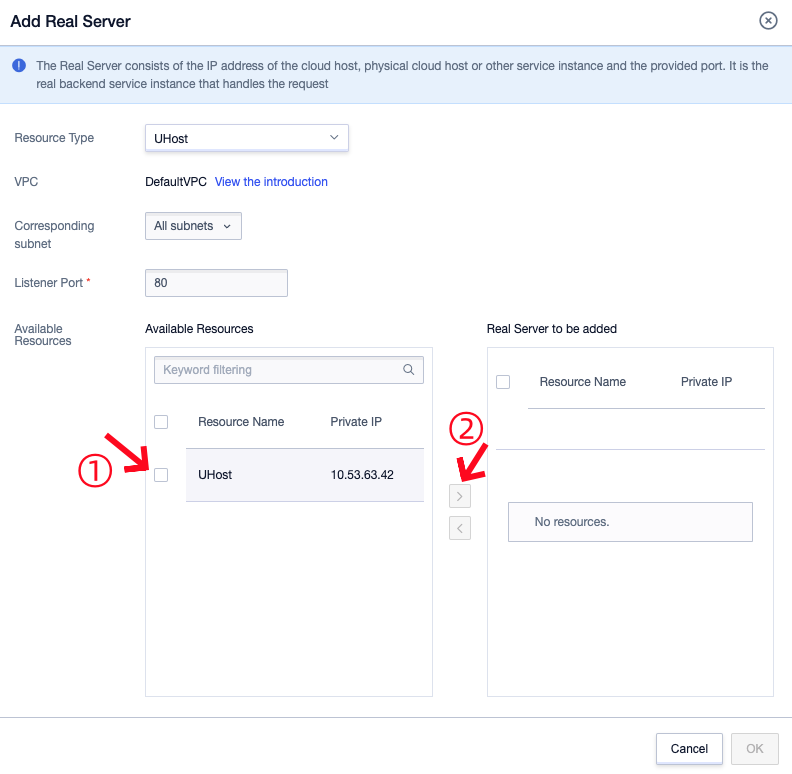 Add Real Server
The Real Server consists of the IP address of the cloud host, physical cloud host or other service instance and the provided port. It is the
real backend service instance that handles the request
Resource Type
UHost
VPC
DefaultVPC View the introduction
Corresponding
subnet
All subnets
Listener Port *
80
Available
Resources
Available Resources
Keyword filtering
Resource Name Private IP
UHost 10.53.63.42
①
②
Real Server to be added
Resource Name Private IP
No resources.
Cancel
OK